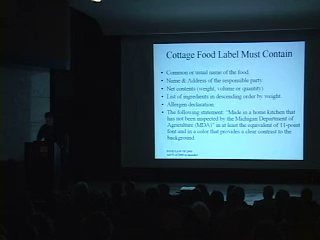 Cottage Food Label Must Contain
• Common or usual name of the food.
• Name & Address of the responsible party.
• Net contents (weight, volume or quantity)
• List of ingredients in descending order by weight.
• Allergen declaration.
• The following statement: "Made in a home kitchen that
has not been inspected by the Michigan Department of
Agriculture (MDA)" in at least the equivalent of 11-point
font and in a color that provides a clear contrast to the
background.